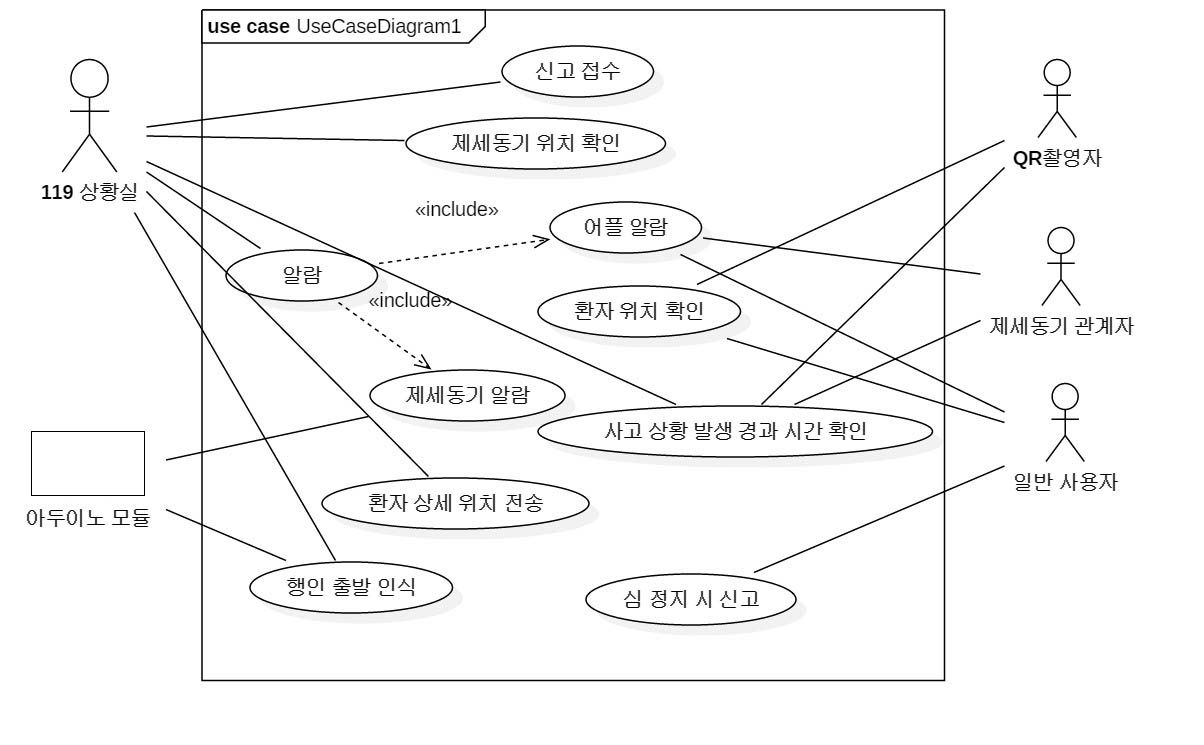 use case UseCaseDiagram1
신고 접수
제세동기 위치 확인
QR촬영자
119 상황실
«include»
어플 알람
알람
«include»
환자 위치 확인
제세동기 관계자
제세동기 알람
사고 상황 발생 경과 시간 확인
일반 사용자
환자 상세 위치 전송
아두이노 모듈
행인 출발 인식
심 정지 시 신고